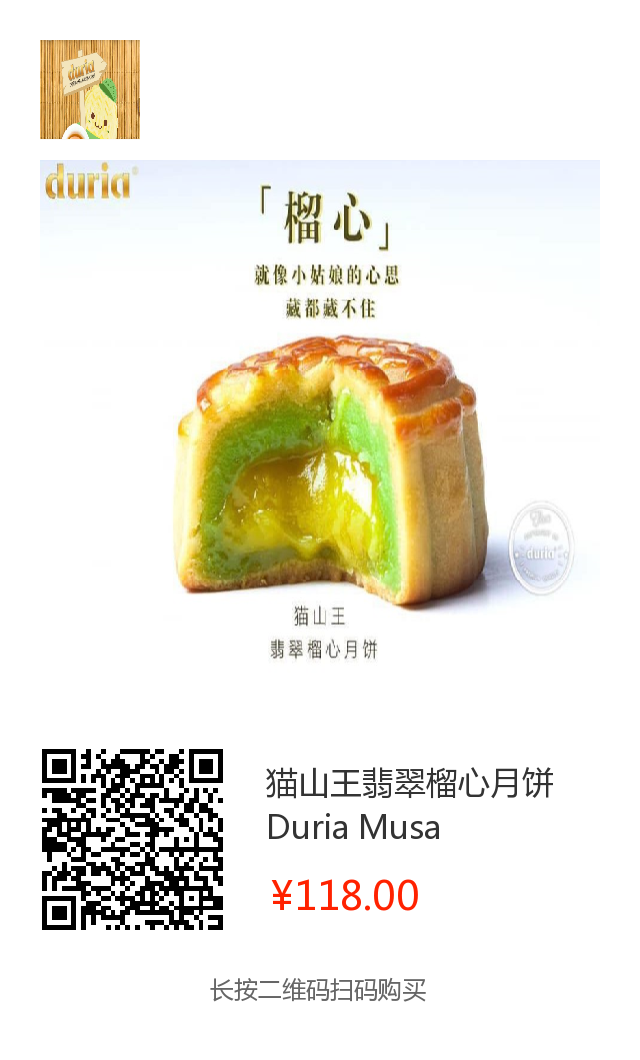 duria
duria®
「榴心」
就像小姑娘的心思
藏都藏不住
The
duria
猫山王
翡翠榴心月饼
猫山王翡翠榴心月饼
Duria Musa
¥118.00
长按二维码扫码购买